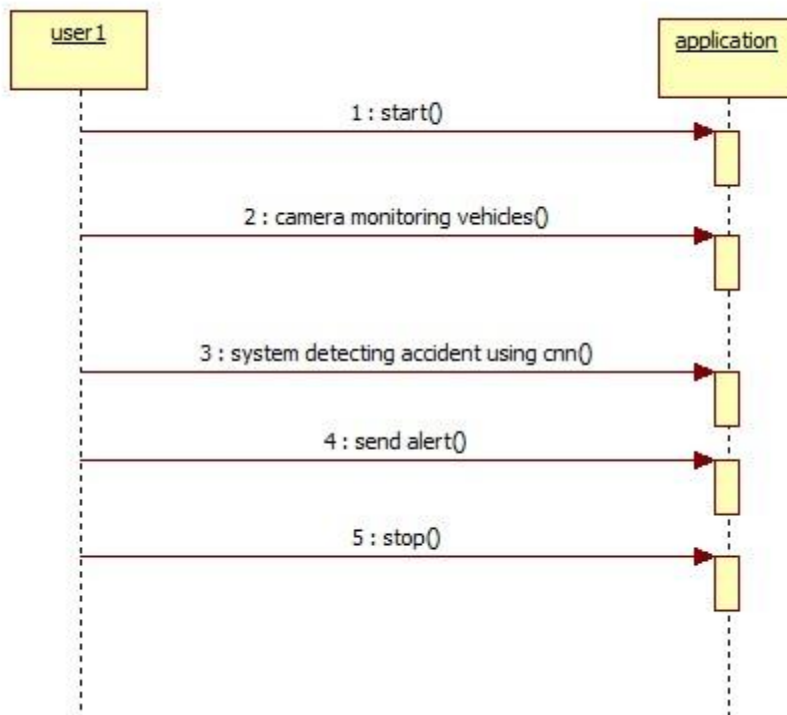 user1
application
1 : start()
2 : camera monitoring vehicles()
3 : system detecting accident using cnn()
4 : send alert()
5 : stop()